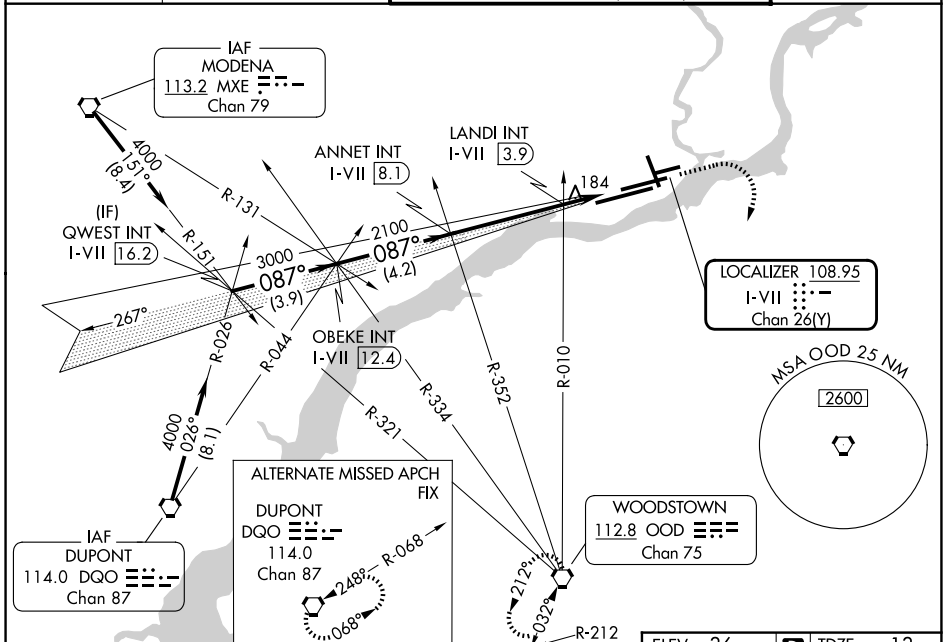 IAF
MODENA
113.2 MXE
Chan 79
4000
151°
(8.4)
R-131
R-151
(IF)
QWEST INT
I-VII 16.2
ANNET INT
I-VII 8.1
LANDI INT
I-VII 3.9
184
3000
087°
(3.9)
2100
087°
(4.2)
267°
OBEKE INT
I-VII 12.4
LOCALIZER 108.95
I-VII
Chan 26(Y)
R-026
R-044
R-321
R-334
R-352
R-010
MSA OOD 25 NM
2600
4000
026°
(8.1)
IAF
DUPONT
114.0 DQO
Chan 87
ALTERNATE MISSED APCH
FIX
DUPONT
DQO
114.0
Chan 87
R-068
248°
068°
WOODSTOWN
112.8 OOD
Chan 75
212°
032°
R-212